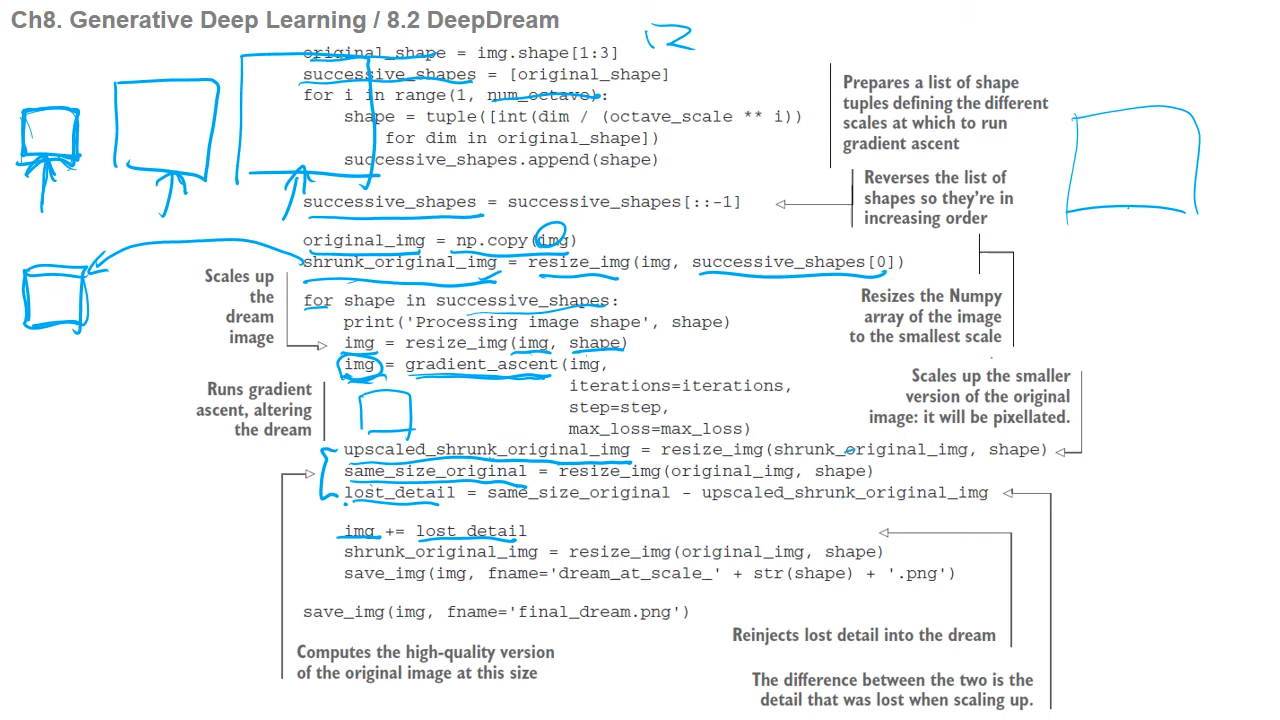 Ch8. Generative Deep Learning / 8.2 DeepDream
original_shape = img.shape[1:3]
successive_shapes = [original_shape]
for i in range(1, num_octave):
shape = tuple([int(dim / (octave_scale ** i))
for dim in original_shape])
successive_shapes.append(shape)
Prepares a list of shape
tuples defining the different
scales at which to run
gradient ascent
successive_shapes = successive_shapes[::-1]
Reverses the list of
shapes so they're in
increasing order
original_img = np.copy(img)
shrunk_original_img = resize_img(img, successive_shapes[0])
Resizes the Numpy
array of the image
to the smallest scale
for shape in successive_shapes:
print('Processing image shape', shape)
img = resize_img(img, shape)
Scales up
the
dream
image
img = gradient_ascent(img,
iterations=iterations,
step=step,
max_loss=max_loss)
Runs gradient
ascent, altering
the dream
Scales up the smaller
version of the original
image: it will be pixellated.
upscaled_shrunk_original_img = resize_img(shrunk_original_img, shape)
same_size_original = resize_img(original_img, shape)
lost_detail = same_size_original - upscaled_shrunk_original_img
img += lost_detail
shrunk_original_img = resize_img(original_img, shape)
save_img(img, fname='dream_at_scale_' + str(shape) + '.png')
save_img(img, fname='final_dream.png')
Reinjects lost detail into the dream
Computes the high-quality version
of the original image at this size
The difference between the two is the
detail that was lost when scaling up.